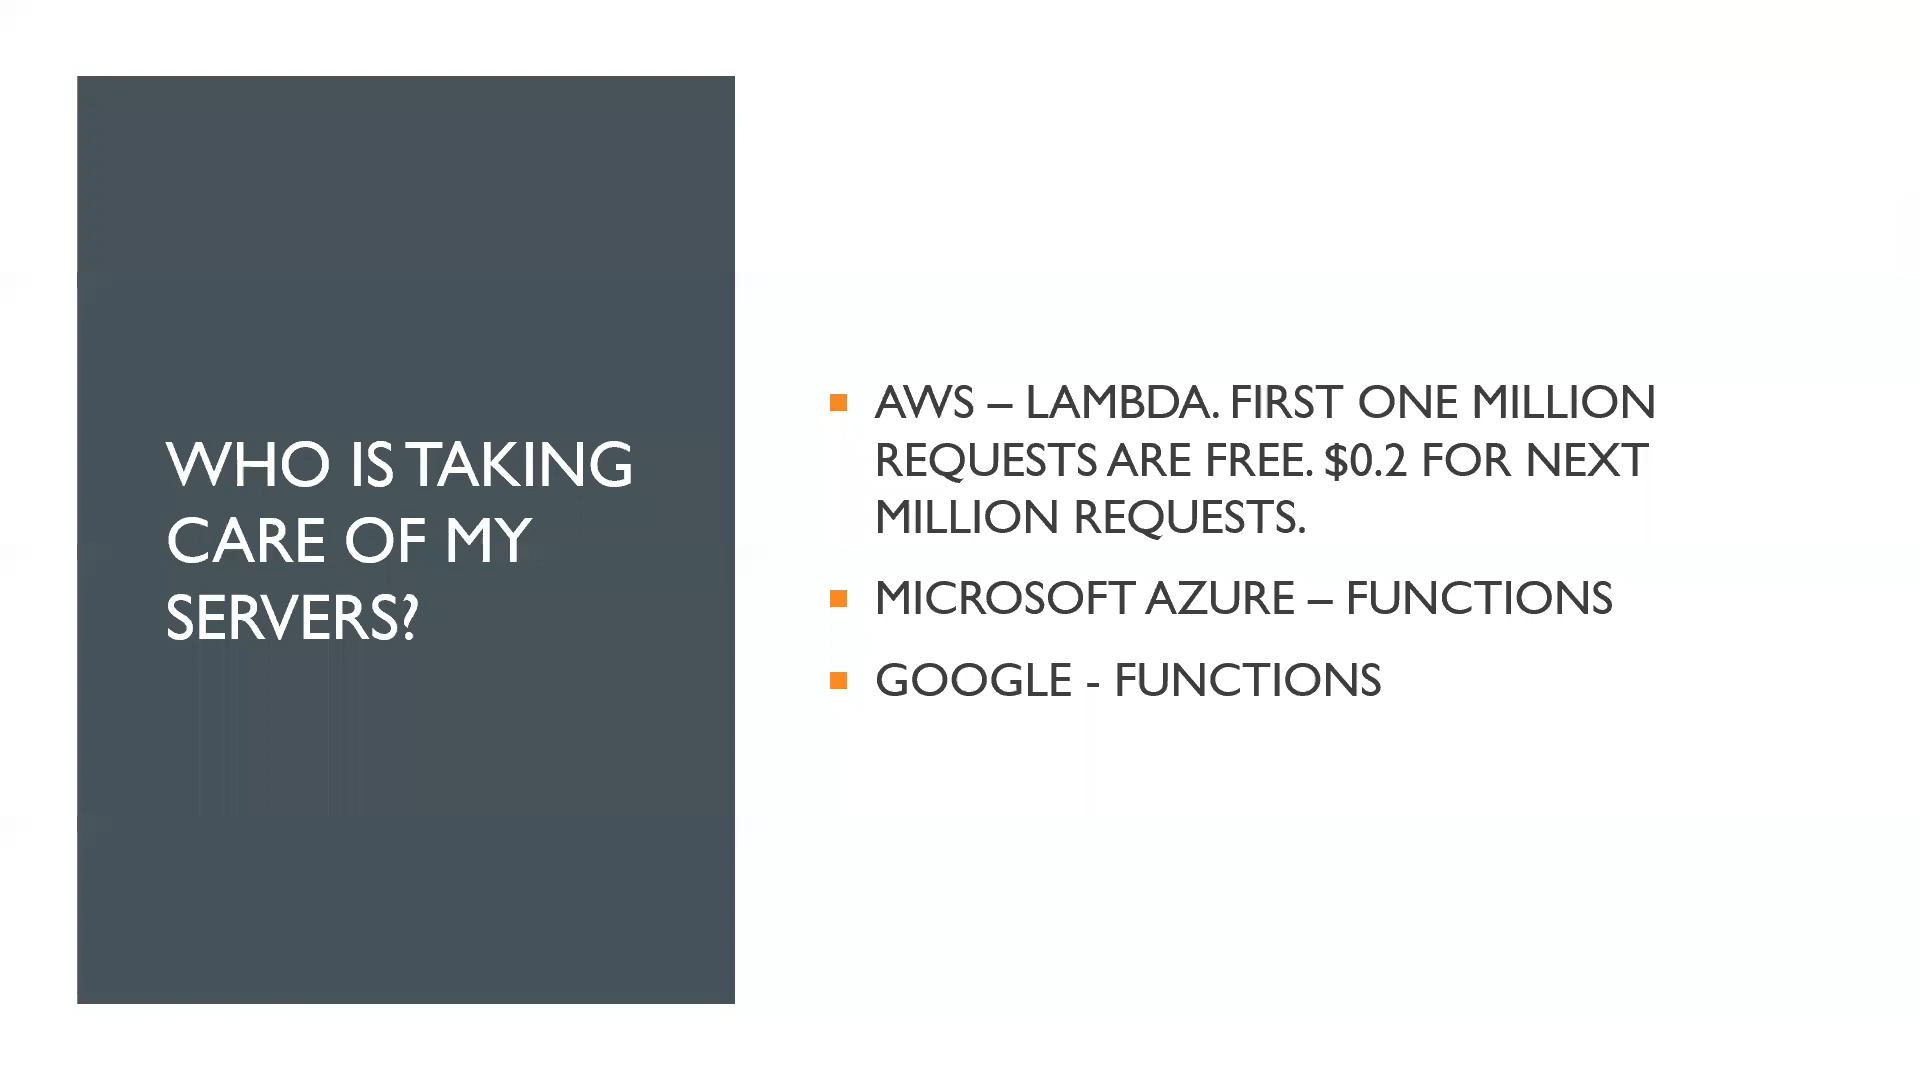 WHO IS TAKING
CARE OF MY
SERVERS?
AWS – LAMBDA. FIRST ONE MILLION
REQUESTS ARE FREE. $0.2 FOR NEXT
MILLION REQUESTS.
MICROSOFT AZURE – FUNCTIONS
GOOGLE - FUNCTIONS